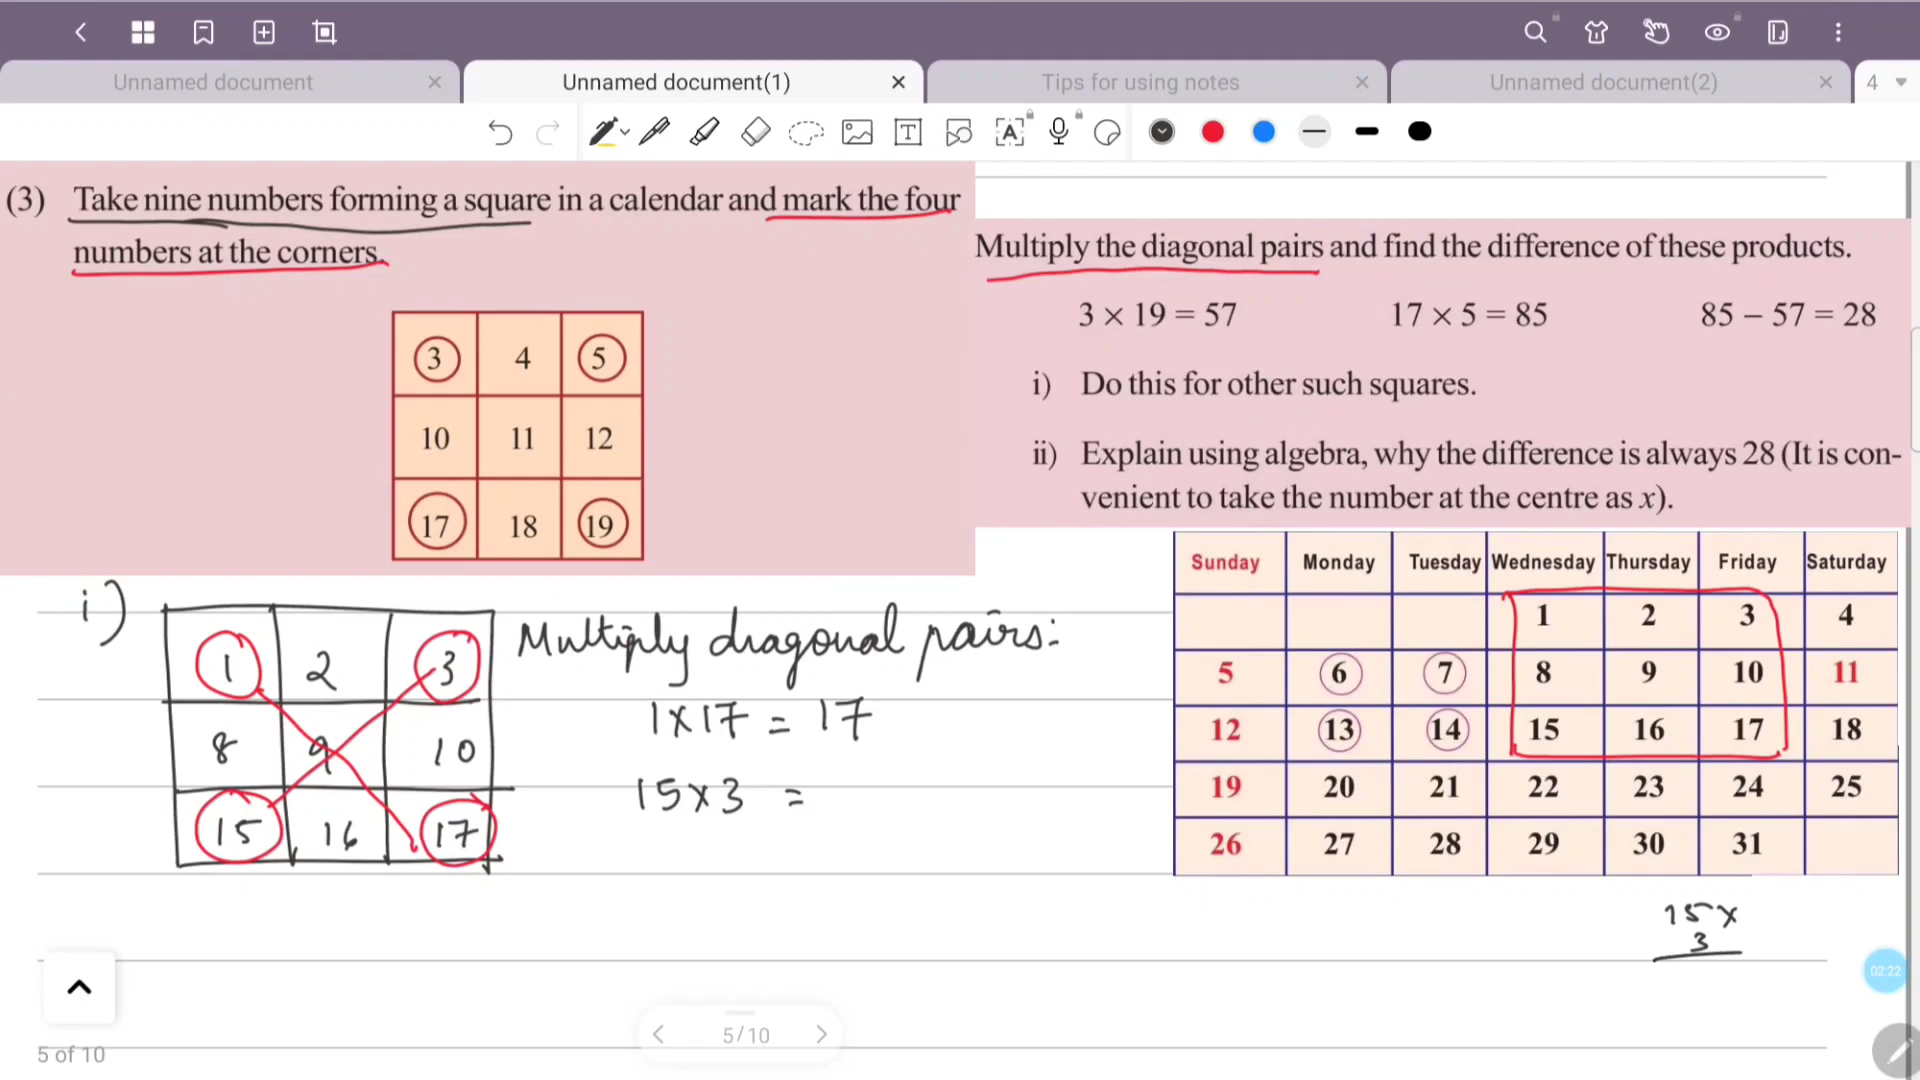 Unnamed document
Unnamed document(1)
Tips for using notes
Unnamed document(2)
4
(3) Take nine numbers forming a square in a calendar and mark the four
numbers at the corners.
3 4 5
10 11 12
17 18 19
Multiply the diagonal pairs and find the difference of these products.
3 × 19 = 57 17 × 5 = 85 85 – 57 = 28
i) Do this for other such squares.
ii) Explain using algebra, why the difference is always 28 (It is con-
venient to take the number at the centre as x).
Sunday Monday Tuesday Wednesday Thursday Friday Saturday
1 2 3 4
5 6 7 8 9 10 11
12 13 14 15 16 17 18
19 20 21 22 23 24 25
26 27 28 29 30 31
i)
1 2 3
8 9 10
15 16 17
Multiply diagonal pairs:
1 x 17 = 17
15 x 3 =
15 x
3
02:22
5/10
5 of 10